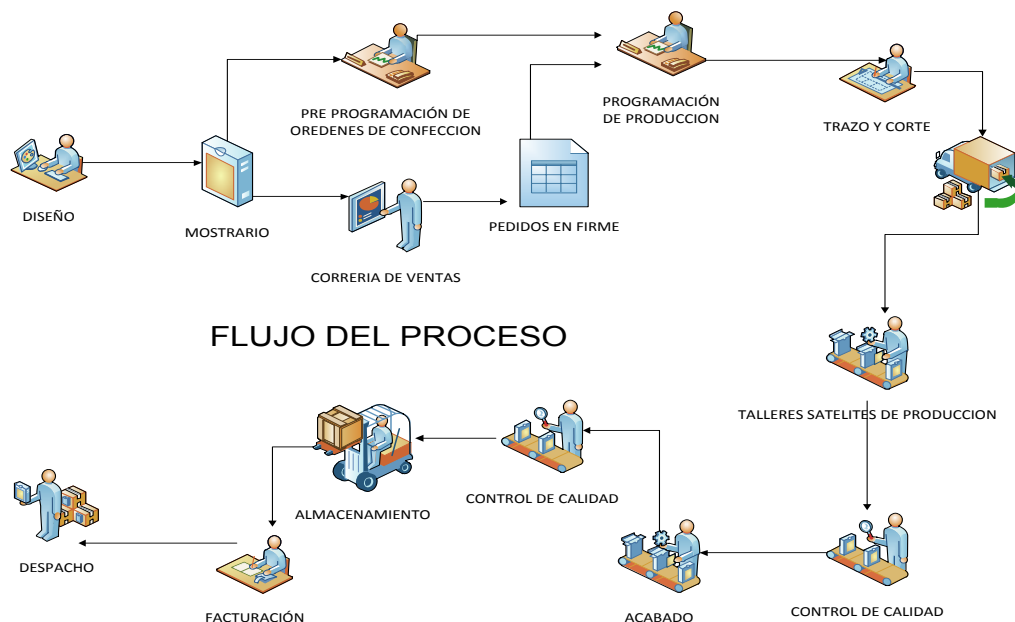 PRE PROGRAMACIÓN DE
OREDENES DE CONFECCION
PROGRAMACIÓN
DE PRODUCCION
TRAZO Y CORTE
DISEÑO
MOSTRARIO
PEDIDOS EN FIRME
CORRERIA DE VENTAS
FLUJO DEL PROCESO
TALLERES SATELITES DE PRODUCCION
CONTROL DE CALIDAD
ALMACENAMIENTO
DESPACHO
FACTURACIÓN
ACABADO
CONTROL DE CALIDAD